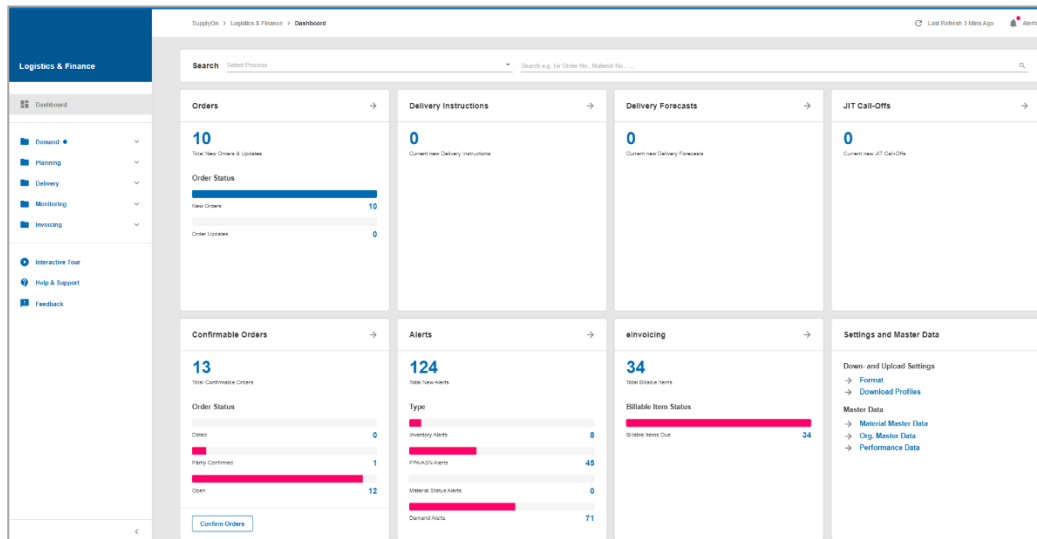 SupplyOn > Logistics & Finance > Dashboard
Last Refresh 3 Mins Ago
Alerts
Logistics & Finance
Dashboard
Demand
Planning
Delivery
Monitoring
Invoicing
Interactive Tour
Help & Support
Feedback
Search
Select Process
Search e.g. for Order No., Material No., ...
Orders
10
Total New Orders & Updates
Order Status
New Orders 10
Order Updates 0
Delivery Instructions
0
Current new Delivery Instructions
Delivery Forecasts
0
Current new Delivery Forecasts
JIT Call-Offs
0
Current new JIT Call-Offs
Confirmable Orders
13
Total Confirmable Orders
Order Status
Dated 0
Partly Confirmed 1
Open 12
Confirm Orders
Alerts
124
Total New Alerts
Type
Inventory Alerts 8
FPA/ASN Alerts 45
Material Status Alerts 0
Demand Alerts 71
eInvoicing
34
Total Billable Items
Billable Item Status
Billable Items Due 34
Settings and Master Data
Down- and Upload Settings
Format
Download Profiles
Master Data
Material Master Data
Org. Master Data
Performance Data